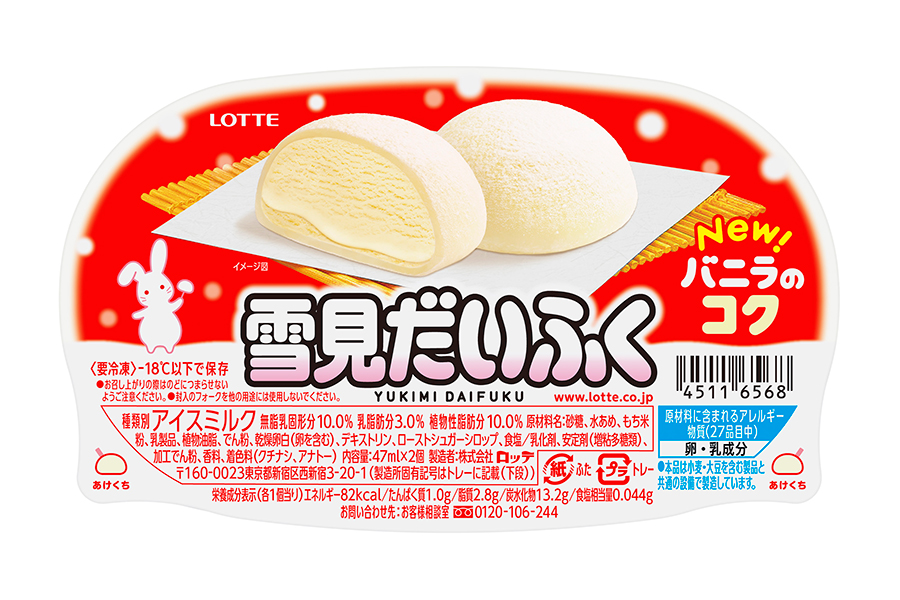 LOTTE
イメージ図
New!
バニラの
コク
雪見だいふく
YUKIMI DAIFUKU
www.lotte.co.jp
〈要冷凍〉-18℃以下で保存
●お召し上がりの際はのどにつまらせない
ようご注意ください。●封入のフォークを他の用途には使用しないでください。
4511 6568
種類別 アイスミルク 無脂乳固形分10.0% 乳脂肪分3.0% 植物性脂肪分10.0% 原材料名:砂糖、水あめ、もち米
粉、乳製品、植物油脂、でん粉、乾燥卵白(卵を含む)、デキストリン、ローストシュガーシロップ、食塩/乳化剤、安定剤(増粘多糖類)、
加工でん粉、香料、着色料(クチナシ、アナトー) 内容量:47ml×2個 製造者:株式会社 ロッテ
〒160-0023東京都新宿区西新宿3-20-1(製造所固有記号はトレーに記載(下段))
紙 ふた プラ トレー
原材料に含まれるアレルギー
物質(27品目中)
卵・乳成分
●本品は小麦・大豆を含む製品と
共通の設備で製造しています。
あけくち
あけくち
栄養成分表示(各1個当り)エネルギー82kcal/たんぱく質1.0g/脂質2.8g/炭水化物13.2g/食塩相当量0.044g
お問い合わせ先:お客様相談室 0120-106-244